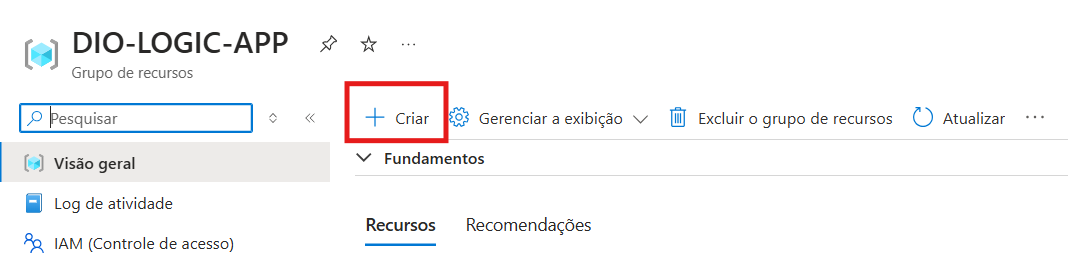 DIO-LOGIC-APP
Grupo de recursos
Pesquisar
Criar
Gerenciar a exibição
Excluir o grupo de recursos
Atualizar
Visão geral
Fundamentos
Log de atividade
Recursos
Recomendações
IAM (Controle de acesso)